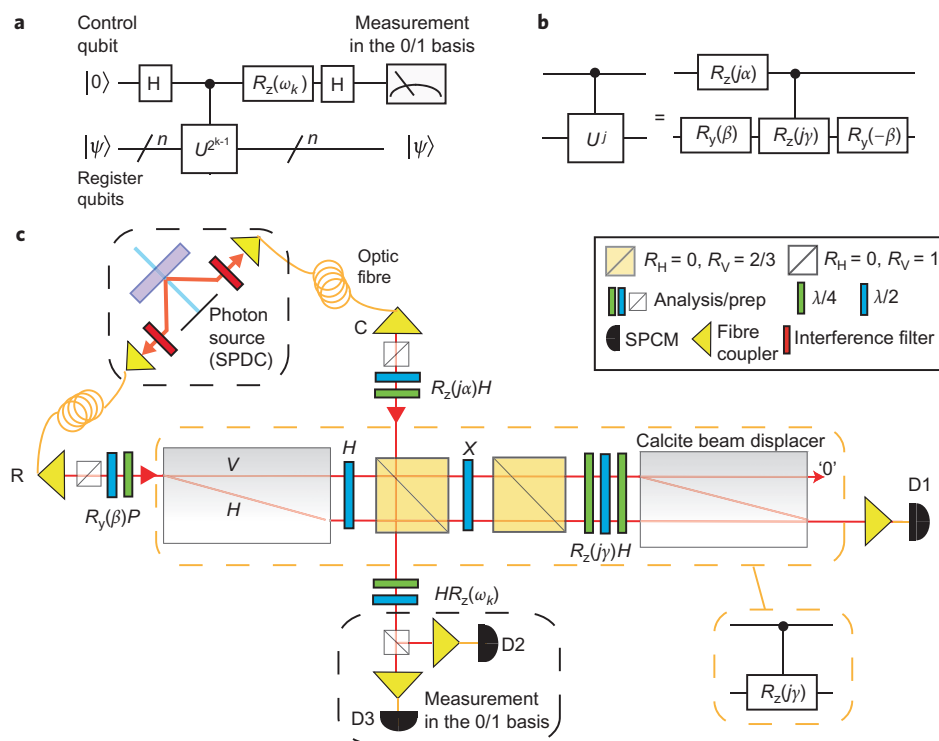 a
Control
qubit
Measurement
in the 0/1 basis
|0⟩
H
R_z(ω_k)
H
|ψ⟩
n
U^{2^{k-1}}
n
|ψ⟩
Register
qubits
b
R_z(jα)
U^j
=
R_y(β)
R_z(jγ)
R_y(−β)
c
Optic
fibre
Photon
source
(SPDC)
C
R_z(jα)H
R_H = 0, R_V = 2/3
R_H = 0, R_V = 1
Analysis/prep
λ/4
λ/2
SPCM
Fibre
coupler
Interference filter
R
V
H
H
X
Calcite beam displacer
'0'
D1
R_y(β)P
R_z(jγ)H
HR_z(ω_k)
D2
D3
Measurement
in the 0/1 basis
R_z(jγ)